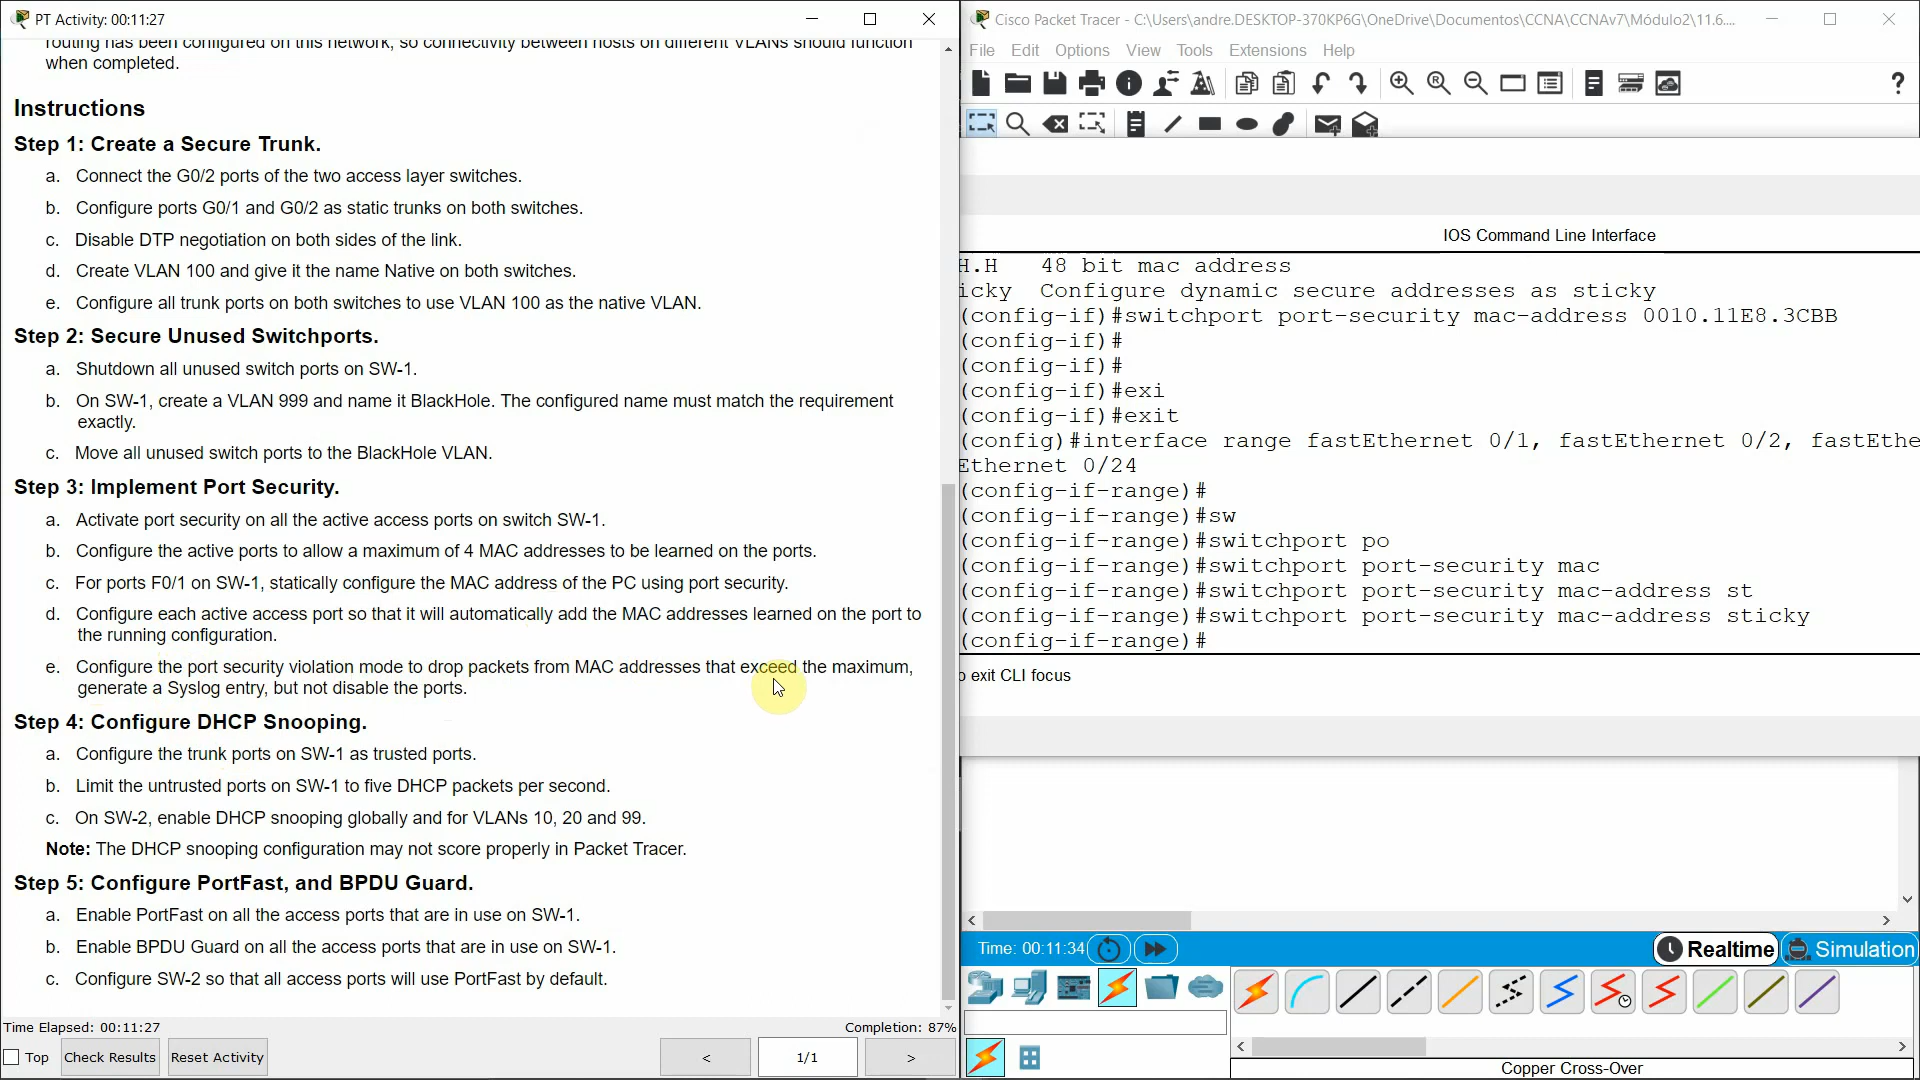 PT Activity: 00:11:27
routing has been configured on this network, so connectivity between hosts on different VLANs should function
when completed.
Instructions
Step 1: Create a Secure Trunk.
a. Connect the G0/2 ports of the two access layer switches.
b. Configure ports G0/1 and G0/2 as static trunks on both switches.
c. Disable DTP negotiation on both sides of the link.
d. Create VLAN 100 and give it the name Native on both switches.
e. Configure all trunk ports on both switches to use VLAN 100 as the native VLAN.
Step 2: Secure Unused Switchports.
a. Shutdown all unused switch ports on SW-1.
b. On SW-1, create a VLAN 999 and name it BlackHole. The configured name must match the requirement
exactly.
c. Move all unused switch ports to the BlackHole VLAN.
Step 3: Implement Port Security.
a. Activate port security on all the active access ports on switch SW-1.
b. Configure the active ports to allow a maximum of 4 MAC addresses to be learned on the ports.
c. For ports F0/1 on SW-1, statically configure the MAC address of the PC using port security.
d. Configure each active access port so that it will automatically add the MAC addresses learned on the port to
the running configuration.
e. Configure the port security violation mode to drop packets from MAC addresses that exceed the maximum,
generate a Syslog entry, but not disable the ports.
Step 4: Configure DHCP Snooping.
a. Configure the trunk ports on SW-1 as trusted ports.
b. Limit the untrusted ports on SW-1 to five DHCP packets per second.
c. On SW-2, enable DHCP snooping globally and for VLANs 10, 20 and 99.
Note: The DHCP snooping configuration may not score properly in Packet Tracer.
Step 5: Configure PortFast, and BPDU Guard.
a. Enable PortFast on all the access ports that are in use on SW-1.
b. Enable BPDU Guard on all the access ports that are in use on SW-1.
c. Configure SW-2 so that all access ports will use PortFast by default.
Time Elapsed: 00:11:27
Completion: 87%
Top
Check Results
Reset Activity
<
1/1
>
Cisco Packet Tracer - C:\Users\andre.DESKTOP-370KP6G\OneDrive\Documentos\CCNA\CCNAv7\Módulo2\11.6....
File Edit Options View Tools Extensions Help
IOS Command Line Interface
H.H 48 bit mac address
icky Configure dynamic secure addresses as sticky
(config-if)#switchport port-security mac-address 0010.11E8.3CBB
(config-if)#
(config-if)#
(config-if)#exi
(config-if)#exit
(config)#interface range fastEthernet 0/1, fastEthernet 0/2, fastEthe
Ethernet 0/24
(config-if-range)#
(config-if-range)#sw
(config-if-range)#switchport po
(config-if-range)#switchport port-security mac
(config-if-range)#switchport port-security mac-address st
(config-if-range)#switchport port-security mac-address sticky
(config-if-range)#
o exit CLI focus
Time: 00:11:34
Realtime
Simulation
Copper Cross-Over